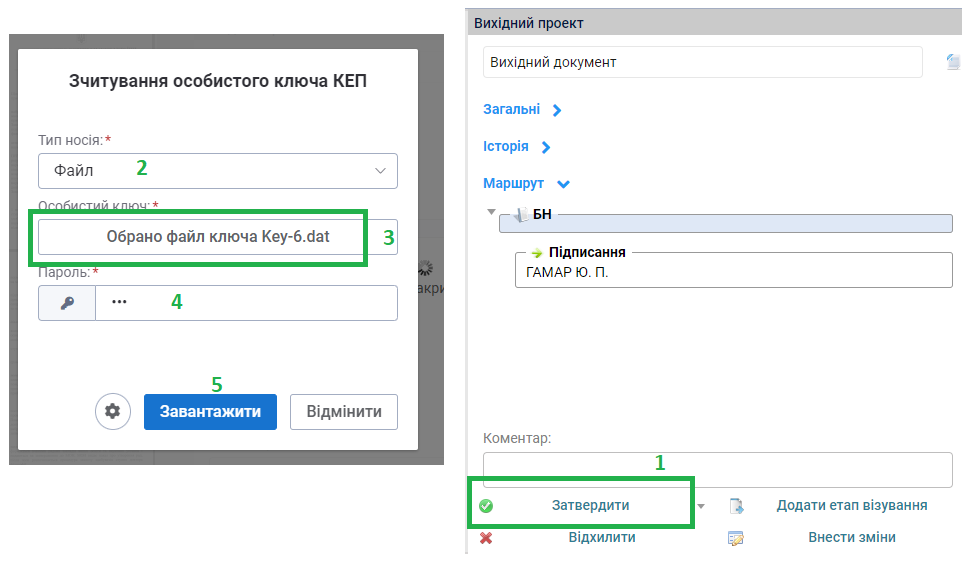 Зчитування особистого ключа КЕП
Тип носія:*
Файл 2
Особистий ключ:*
Обрано файл ключа Key-6.dat 3
Пароль:*
••• 4
5
Завантажити Відмінити
акри
Вихідний проект
Вихідний документ
Загальні
Історія
Маршрут
БН
Підписання
ГАМАР Ю. П.
Коментар:
1
Затвердити Додати етап візування
Відхилити Внести зміни